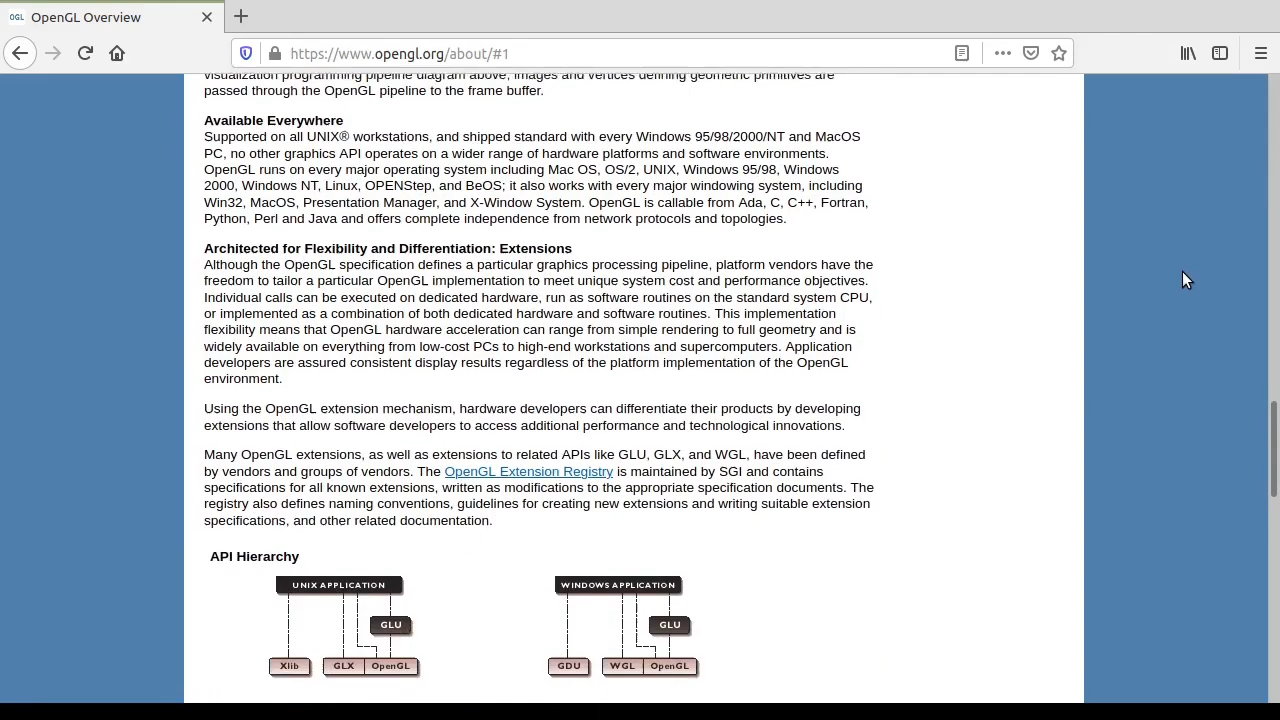 OGL OpenGL Overview
https://www.opengl.org/about/#1
visualization programming pipeline diagram above, images and vertices defining geometric primitives are
passed through the OpenGL pipeline to the frame buffer.
Available Everywhere
Supported on all UNIX® workstations, and shipped standard with every Windows 95/98/2000/NT and MacOS
PC, no other graphics API operates on a wider range of hardware platforms and software environments.
OpenGL runs on every major operating system including Mac OS, OS/2, UNIX, Windows 95/98, Windows
2000, Windows NT, Linux, OPENStep, and BeOS; it also works with every major windowing system, including
Win32, MacOS, Presentation Manager, and X-Window System. OpenGL is callable from Ada, C, C++, Fortran,
Python, Perl and Java and offers complete independence from network protocols and topologies.
Architected for Flexibility and Differentiation: Extensions
Although the OpenGL specification defines a particular graphics processing pipeline, platform vendors have the
freedom to tailor a particular OpenGL implementation to meet unique system cost and performance objectives.
Individual calls can be executed on dedicated hardware, run as software routines on the standard system CPU,
or implemented as a combination of both dedicated hardware and software routines. This implementation
flexibility means that OpenGL hardware acceleration can range from simple rendering to full geometry and is
widely available on everything from low-cost PCs to high-end workstations and supercomputers. Application
developers are assured consistent display results regardless of the platform implementation of the OpenGL
environment.
Using the OpenGL extension mechanism, hardware developers can differentiate their products by developing
extensions that allow software developers to access additional performance and technological innovations.
Many OpenGL extensions, as well as extensions to related APIs like GLU, GLX, and WGL, have been defined
by vendors and groups of vendors. The OpenGL Extension Registry is maintained by SGI and contains
specifications for all known extensions, written as modifications to the appropriate specification documents. The
registry also defines naming conventions, guidelines for creating new extensions and writing suitable extension
specifications, and other related documentation.
API Hierarchy
UNIX APPLICATION WINDOWS APPLICATION
GLU GLU
Xlib GLX OpenGL GDU WGL OpenGL